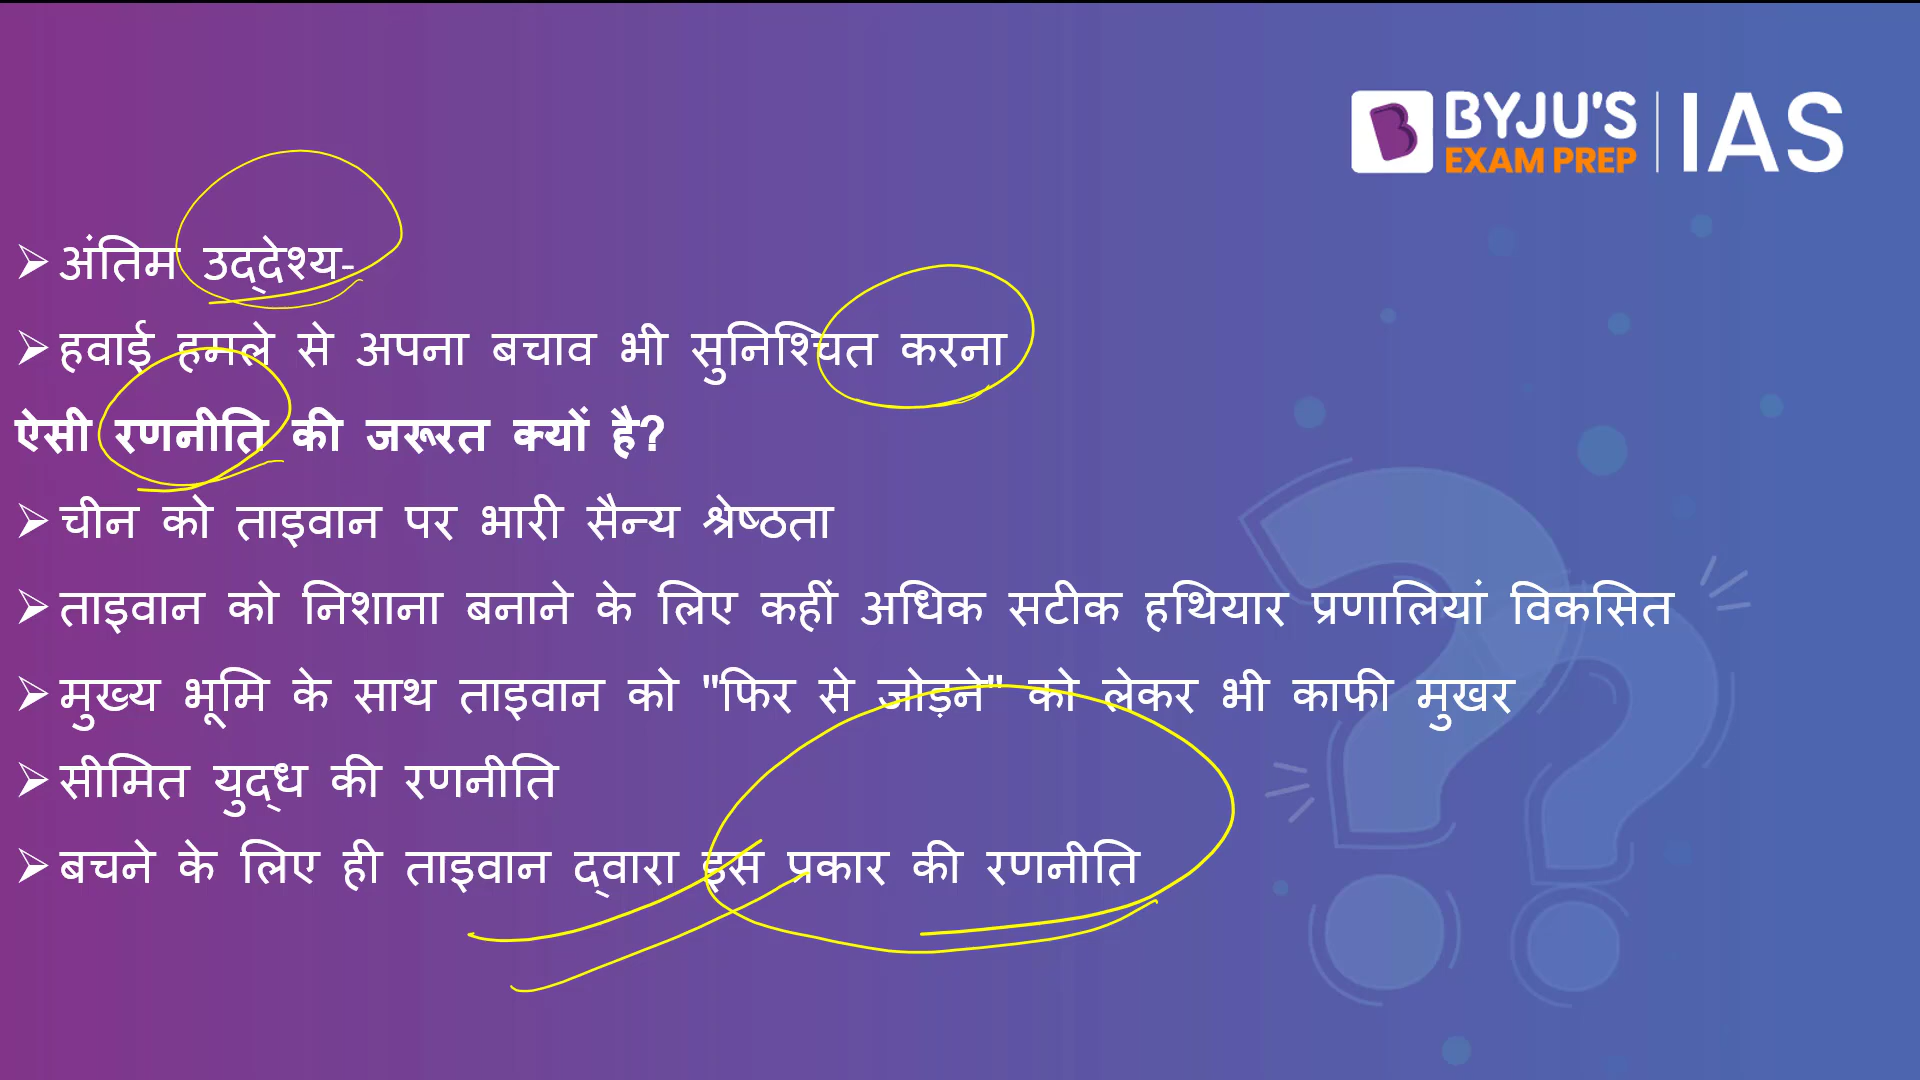 BYJU'S
EXAM PREP
IAS
➢ अंतिम उद्देश्य-
➢ हवाई हमले से अपना बचाव भी सुनिश्चित करना
ऐसी रणनीति की जरूरत क्यों है?
➢ चीन को ताइवान पर भारी सैन्य श्रेष्ठता
➢ ताइवान को निशाना बनाने के लिए कहीं अधिक सटीक हथियार प्रणालियां विकसित
➢ मुख्य भूमि के साथ ताइवान को "फिर से जोड़ने" को लेकर भी काफी मुखर
➢ सीमित युद्ध की रणनीति
➢ बचने के लिए ही ताइवान द्वारा इस प्रकार की रणनीति